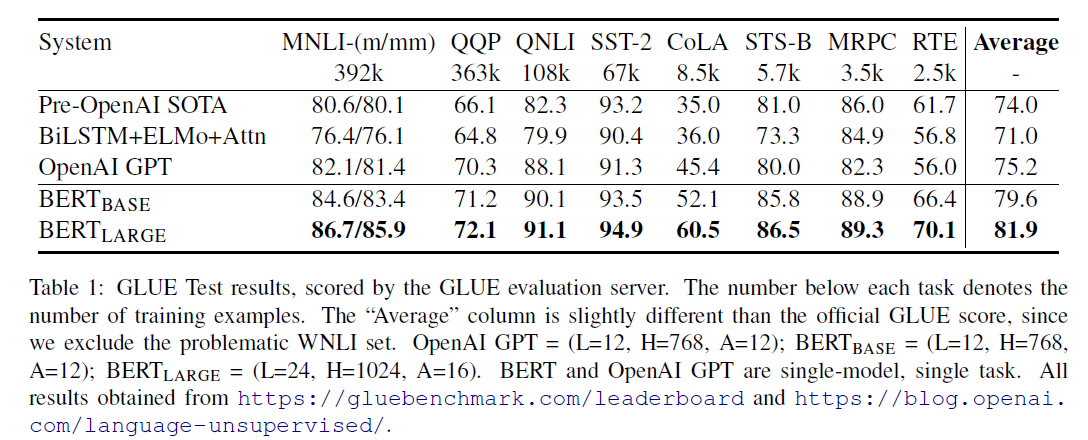 System MNLI-(m/mm) QQP QNLI SST-2 CoLA STS-B MRPC RTE Average
392k 363k 108k 67k 8.5k 5.7k 3.5k 2.5k -
Pre-OpenAI SOTA 80.6/80.1 66.1 82.3 93.2 35.0 81.0 86.0 61.7 74.0
BiLSTM+ELMo+Attn 76.4/76.1 64.8 79.9 90.4 36.0 73.3 84.9 56.8 71.0
OpenAI GPT 82.1/81.4 70.3 88.1 91.3 45.4 80.0 82.3 56.0 75.2
BERTBASE 84.6/83.4 71.2 90.1 93.5 52.1 85.8 88.9 66.4 79.6
BERTLARGE 86.7/85.9 72.1 91.1 94.9 60.5 86.5 89.3 70.1 81.9
Table 1: GLUE Test results, scored by the GLUE evaluation server. The number below each task denotes the
number of training examples. The “Average” column is slightly different than the official GLUE score, since
we exclude the problematic WNLI set. OpenAI GPT = (L=12, H=768, A=12); BERTBASE = (L=12, H=768,
A=12); BERTLARGE = (L=24, H=1024, A=16). BERT and OpenAI GPT are single-model, single task. All
results obtained from https://gluebenchmark.com/leaderboard and https://blog.openai.
com/language-unsupervised/.